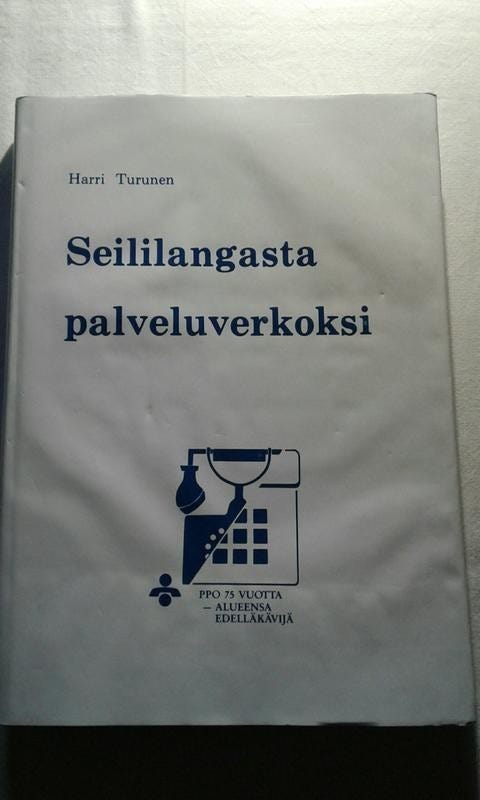 Harri Turunen
Seililangasta
palveluverkoksi
PPO 75 VUOTTA
– ALUEENSA
EDELLÄKÄVIJÄ